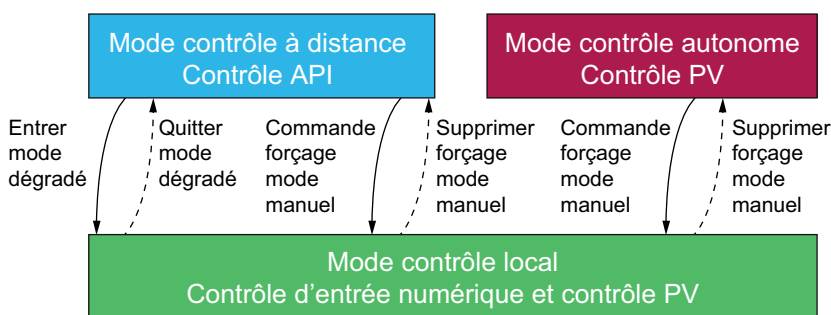 Mode contrôle à distance
Contrôle API
Mode contrôle autonome
Contrôle PV
Entrer
mode
dégradé
Quitter
mode
dégradé
Commande
forçage
mode
manuel
Supprimer
forçage
mode
manuel
Commande
forçage
mode
manuel
Supprimer
forçage
mode
manuel
Mode contrôle local
Contrôle d’entrée numérique et contrôle PV